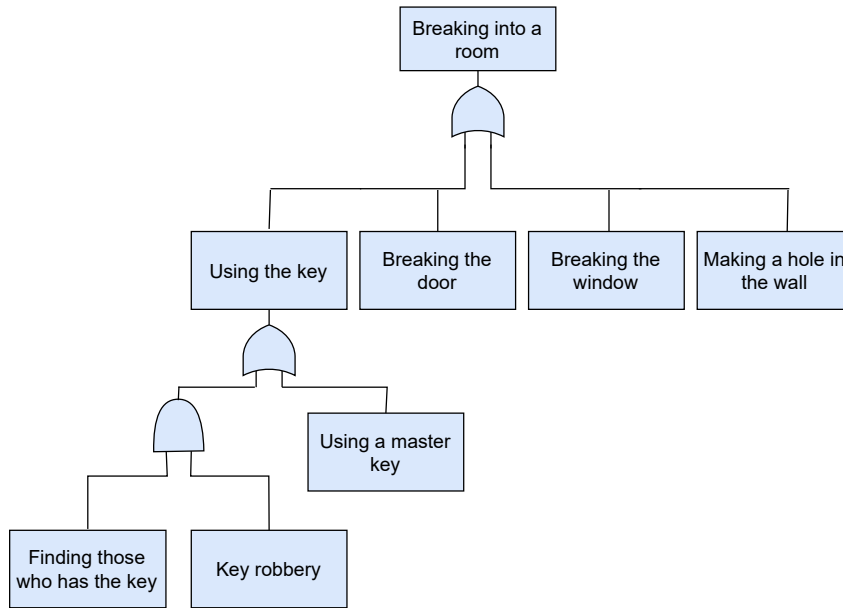 Breaking into a
room
Using the key
Breaking the
door
Breaking the
window
Making a hole in
the wall
Using a master
key
Finding those
who has the key
Key robbery